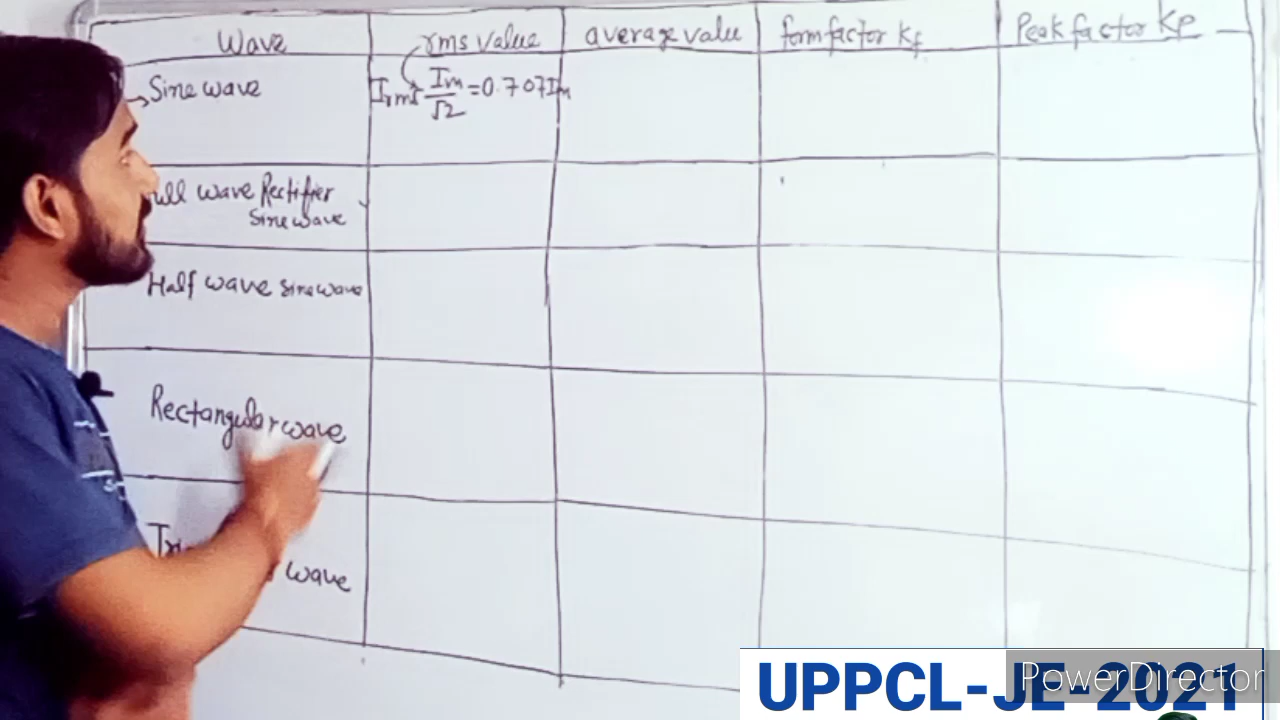 Wave rms value average value form factor Kf Peak factor Kp
Sine wave Irms Im/√2 = 0.707Im
ull wave Rectifier
Sine wave
Half wave sine wave
Rectangular wave
wave
UPPCL-JE-2021
PowerDirector